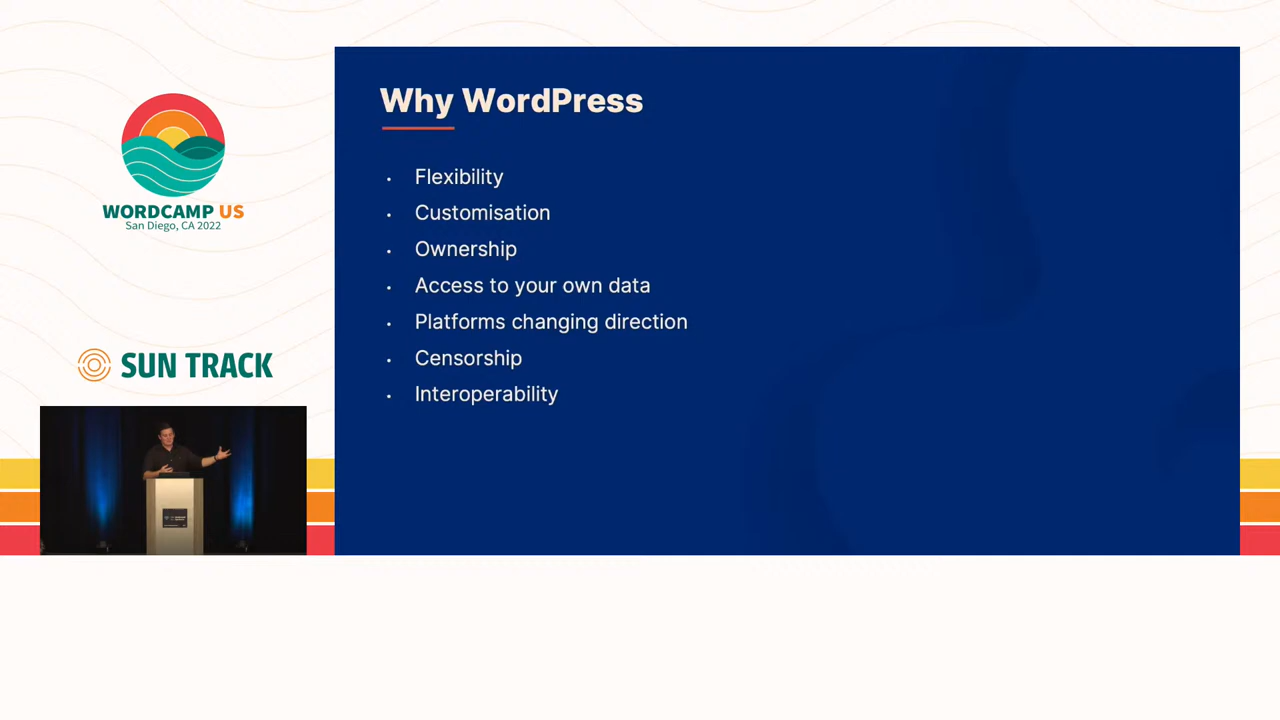 WORDCAMP US
San Diego, CA 2022
SUN TRACK
Why WordPress
• Flexibility
• Customisation
• Ownership
• Access to your own data
• Platforms changing direction
• Censorship
• Interoperability